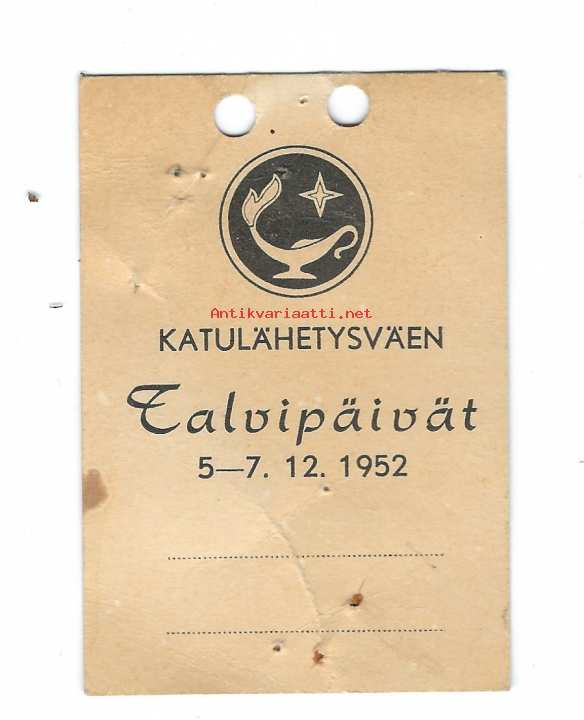 Antikvariaatti.net
KATULÄHETYSVÄEN
Talvipäivät
5—7. 12. 1952